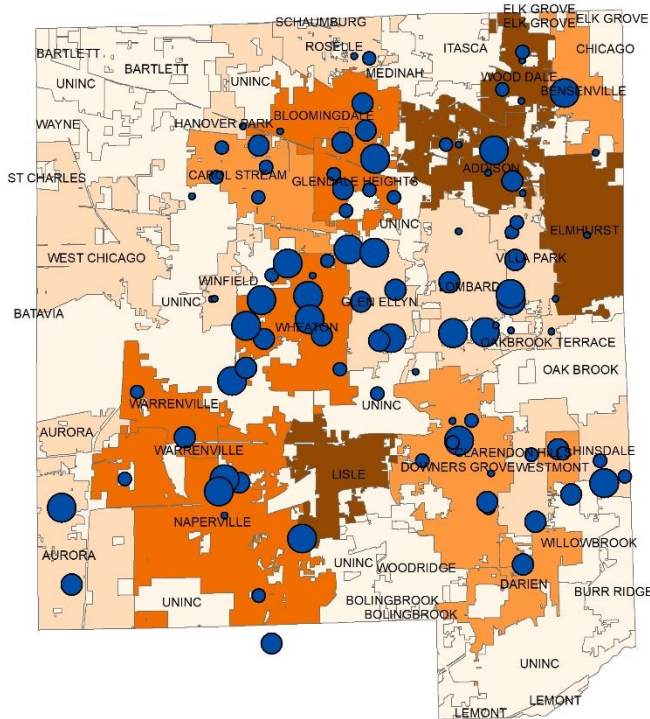 ELK GROVE
SCHAUMBURG
ELK GROVE
ELK GROVE
ROSELLE
ITASCA
CHICAGO
BARTLETT
BARTLETT
MEDINAH
UNINC
UNINC
WOOD DALE
BENSENVILLE
BLOOMINGDALE
WAYNE
HANOVER PARK
ADDISON
ST CHARLES
CAROL STREAM
GLENDALE HEIGHTS
UNINC
ELMHURST
WEST CHICAGO
VILLA PARK
WINFIELD
LOMBARD
UNINC
GLEN ELLYN
BATAVIA
WHEATON
OAKBROOK TERRACE
OAK BROOK
WARRENVILLE
UNINC
AURORA
WARRENVILLE
CLARENDON HILLS
HINSDALE
LISLE
DOWNERS GROVE
WESTMONT
NAPERVILLE
WILLOWBROOK
AURORA
UNINC
WOODRIDGE
DARIEN
BURR RIDGE
UNINC
BOLINGBROOK
BOLINGBROOK
UNINC
LEMONT
LEMONT